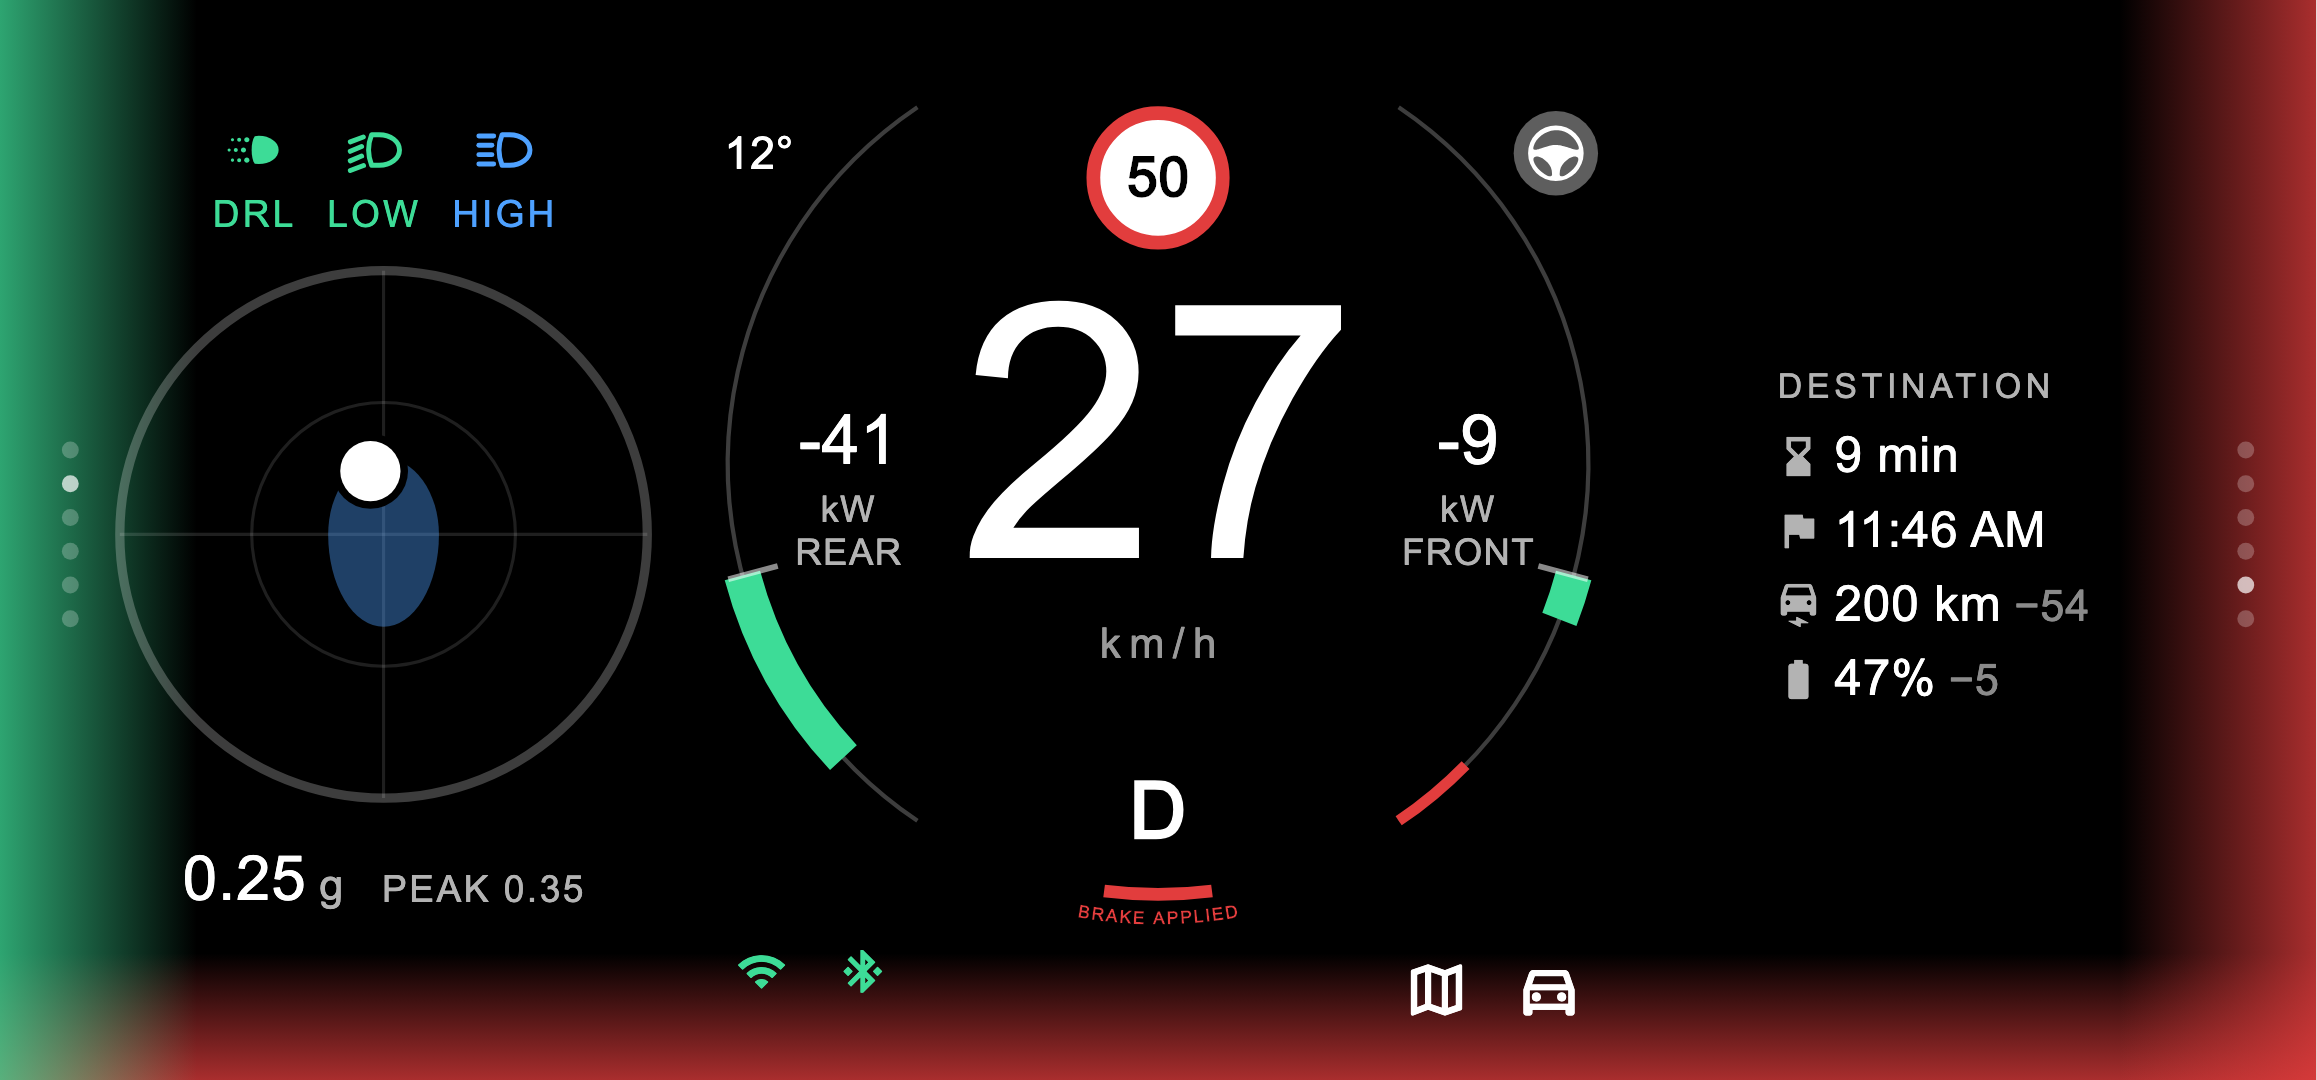 DRL LOW HIGH
0.25 g PEAK 0.35
12°
50
27
km/h
-41
kW
REAR
-9
kW
FRONT
D
BRAKE APPLIED
DESTINATION
9 min
11:46 AM
200 km −54
47% −5